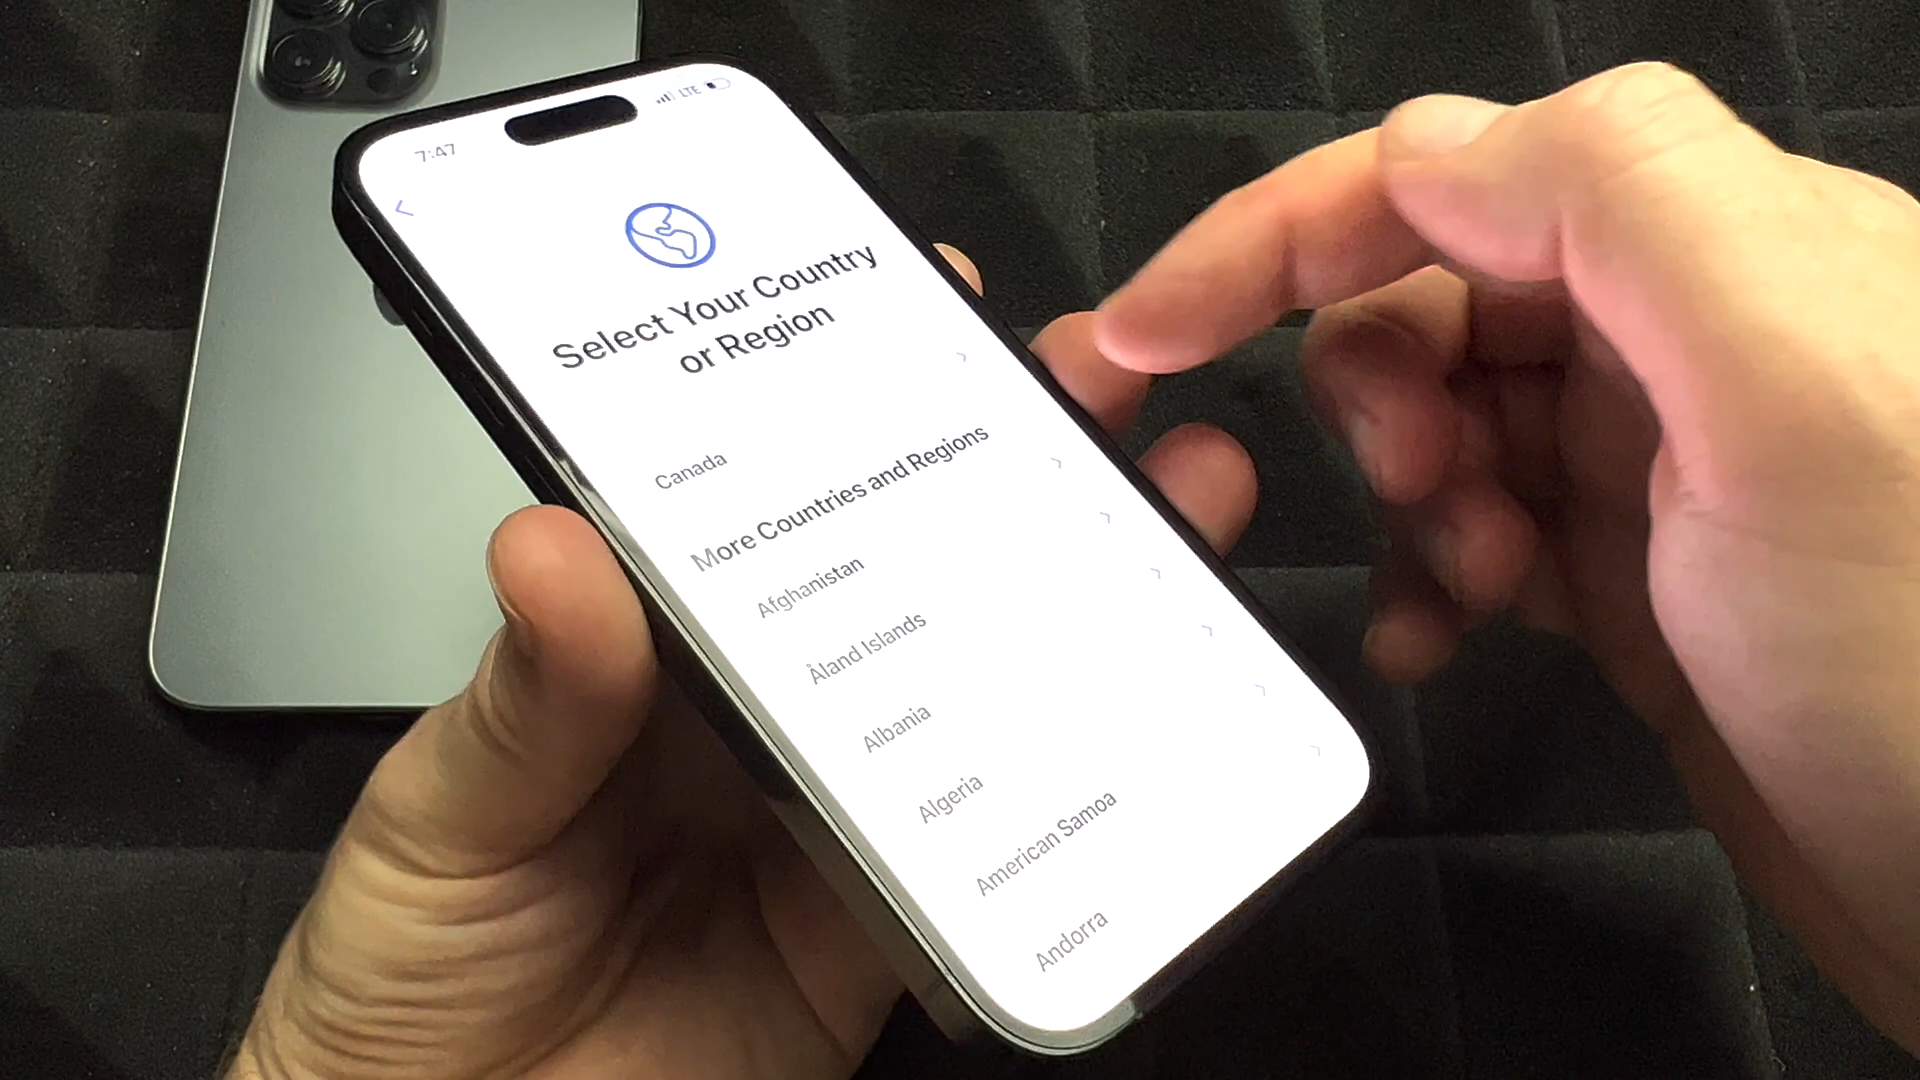 7:47
LTE
Select Your Country
or Region
Canada
More Countries and Regions
Afghanistan
Åland Islands
Albania
Algeria
American Samoa
Andorra